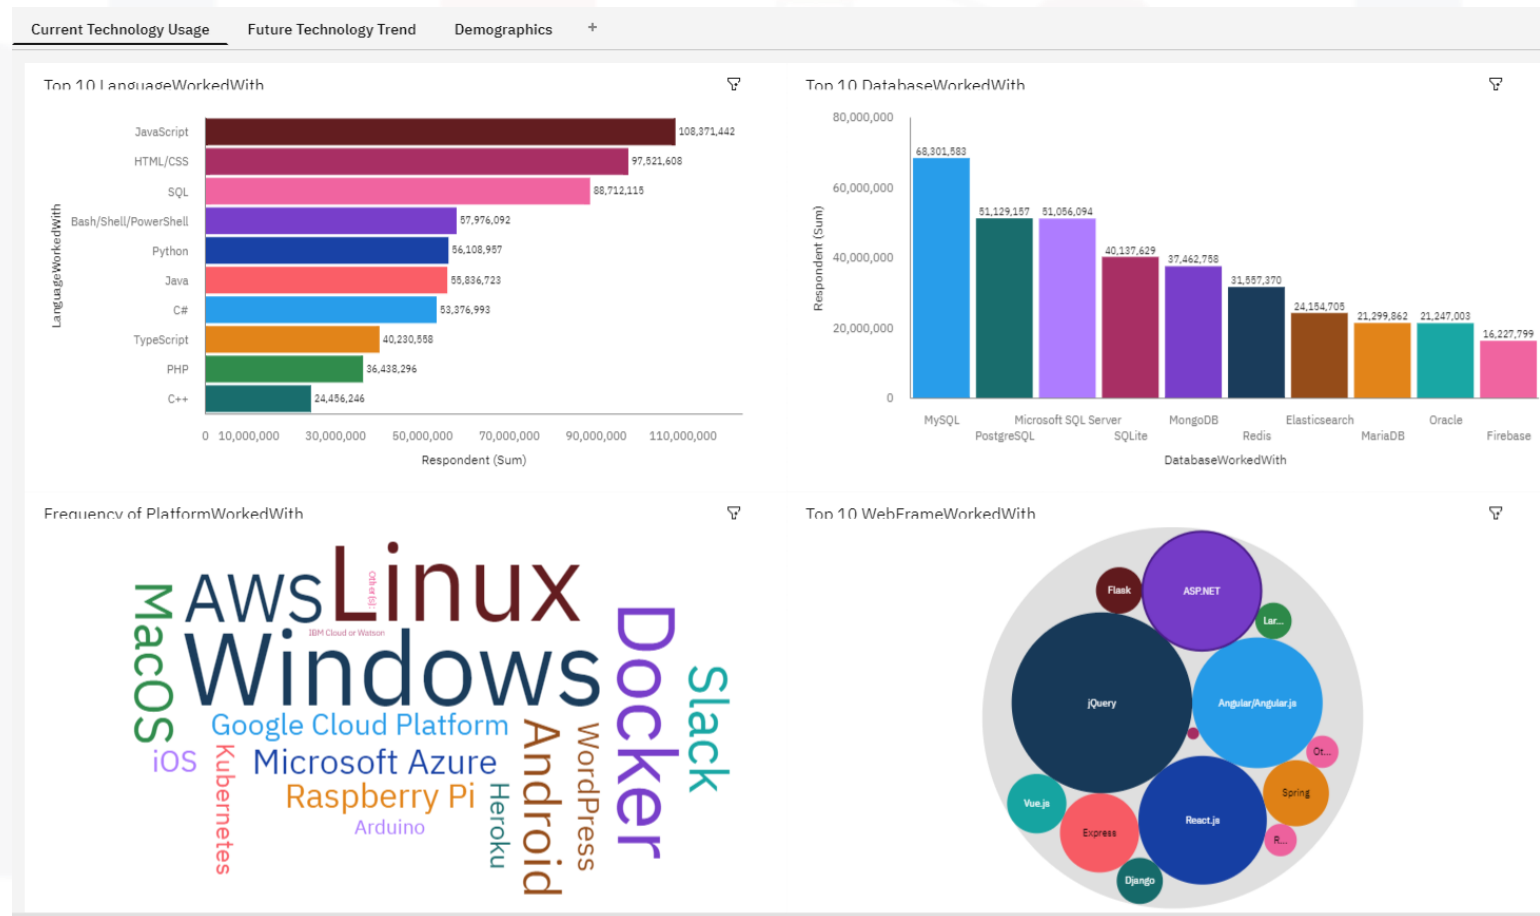 Current Technology Usage
Future Technology Trend
Demographics
+
Top 10 LanguageWorkedWith
LanguageWorkedWith
JavaScript
108,371,442
HTML/CSS
97,521,608
SQL
88,712,115
Bash/Shell/PowerShell
57,976,092
Python
56,108,957
Java
55,836,723
C#
53,376,993
TypeScript
40,230,558
PHP
36,438,296
C++
24,456,246
0 10,000,000 30,000,000 50,000,000 70,000,000 90,000,000 110,000,000
Respondent (Sum)
Top 10 DatabaseWorkedWith
Respondent (Sum)
80,000,000
60,000,000
40,000,000
20,000,000
0
68,301,583
51,129,157
51,056,094
40,137,629
37,462,758
31,557,370
24,154,705
21,299,862
21,247,003
16,227,799
MySQL
PostgreSQL
Microsoft SQL Server
SQLite
MongoDB
Redis
Elasticsearch
MariaDB
Oracle
Firebase
DatabaseWorkedWith
Frequency of PlatformWorkedWith
MacOS
AWS
Linux
Other(s):
IBM Cloud or Watson
Windows
Docker
Slack
Google Cloud Platform
iOS
Kubernetes
Microsoft Azure
Android
WordPress
Raspberry Pi
Heroku
Arduino
Top 10 WebFrameWorkedWith
Flask
ASP.NET
Lar...
jQuery
Angular/Angular.js
Ot...
Spring
Vue.js
Express
React.js
R...
Django